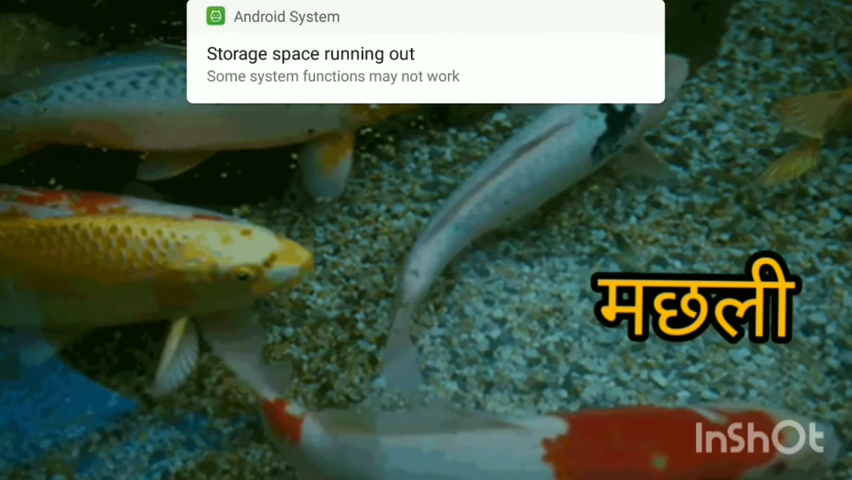 Android System
Storage space running out
Some system functions may not work
मछली
InShOt